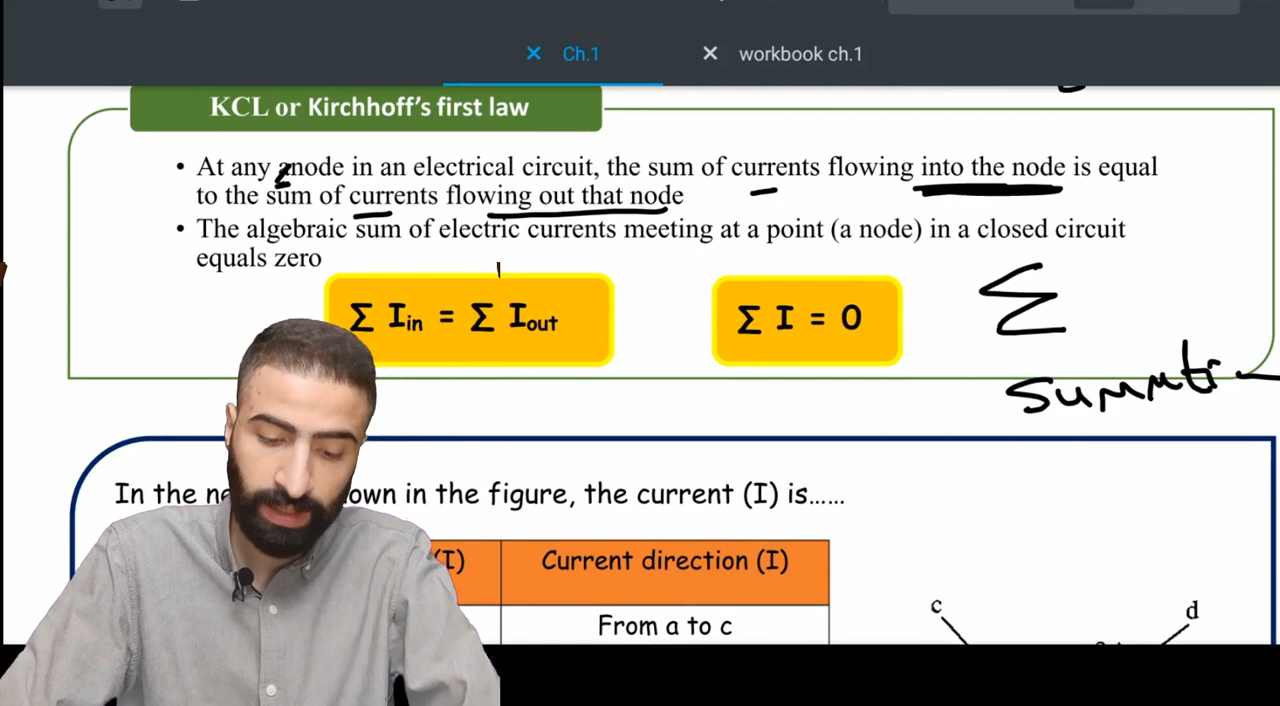 Ch.1
workbook ch.1
KCL or Kirchhoff's first law
• At any anode in an electrical circuit, the sum of currents flowing into the node is equal
to the sum of currents flowing out that node
• The algebraic sum of electric currents meeting at a point (a node) in a closed circuit
equals zero
∑ Iin = ∑ Iout
∑ I = 0
∑
In the own in the figure, the current (I) is……
(I)
Current direction (I)
From a to c
c
d